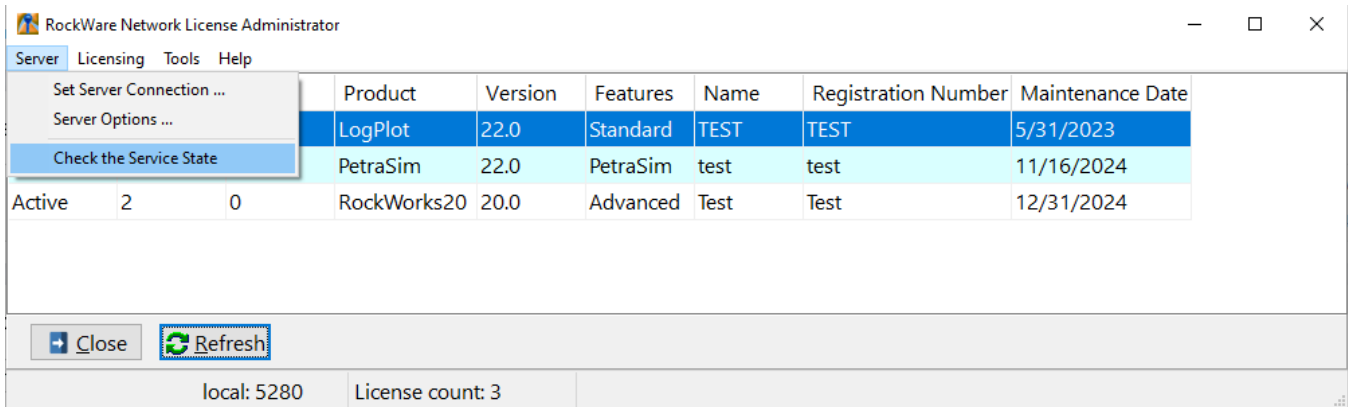 RockWare Network License Administrator
Server Licensing Tools Help
Set Server Connection ...
Server Options ...
Check the Service State
Product Version Features Name Registration Number Maintenance Date
LogPlot 22.0 Standard TEST TEST 5/31/2023
PetraSim 22.0 PetraSim test test 11/16/2024
Active 2 0 RockWorks20 20.0 Advanced Test Test 12/31/2024
Close Refresh
local: 5280 License count: 3